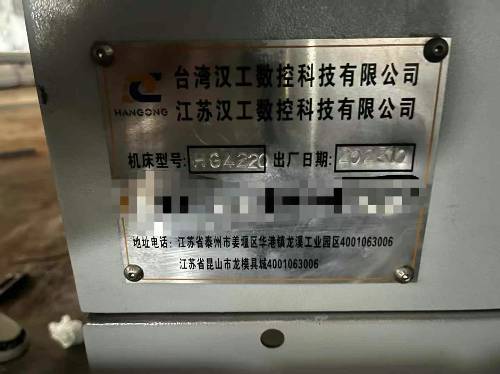 台湾汉工数控科技有限公司
HANGONG
江苏汉工数控科技有限公司
机床型号: HG4220 出厂日期:
地址电话: 江苏省泰州市姜堰区华港镇龙溪工业园区4001063006
江苏省昆山市龙模具城4001063006